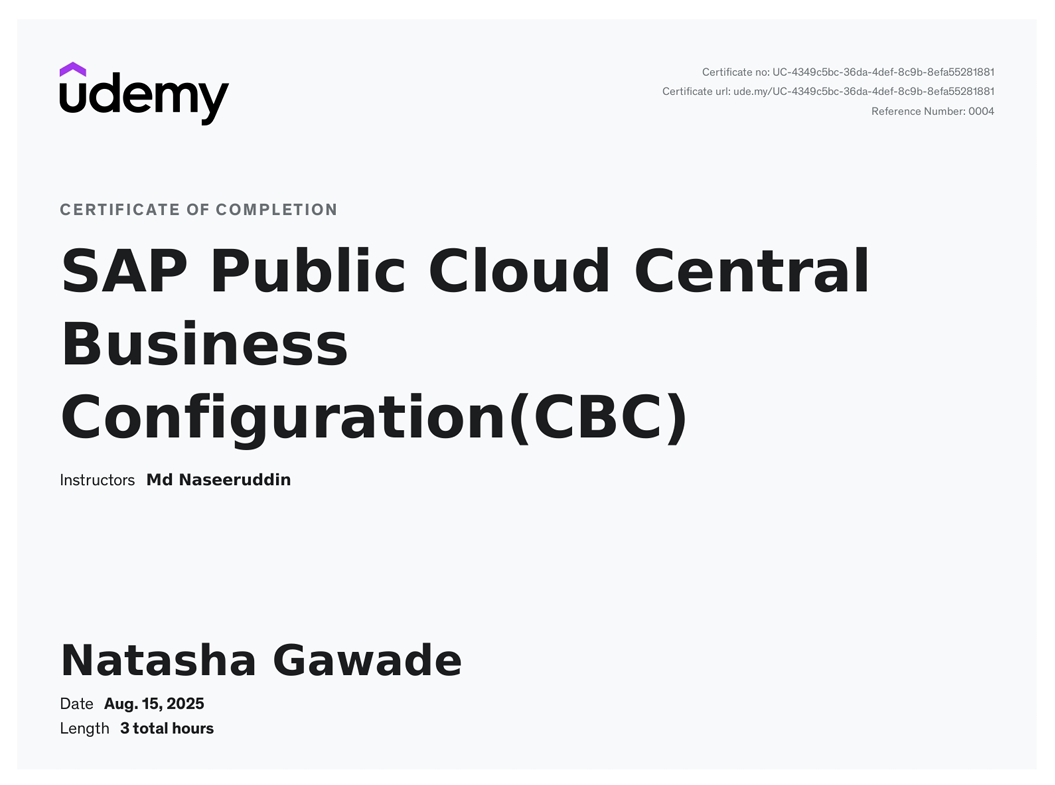 udemy
Certificate no: UC-4349c5bc-36da-4def-8c9b-8efa55281881
Certificate url: ude.my/UC-4349c5bc-36da-4def-8c9b-8efa55281881
Reference Number: 0004
CERTIFICATE OF COMPLETION
SAP Public Cloud Central
Business
Configuration(CBC)
Instructors Md Naseeruddin
Natasha Gawade
Date Aug. 15, 2025
Length 3 total hours